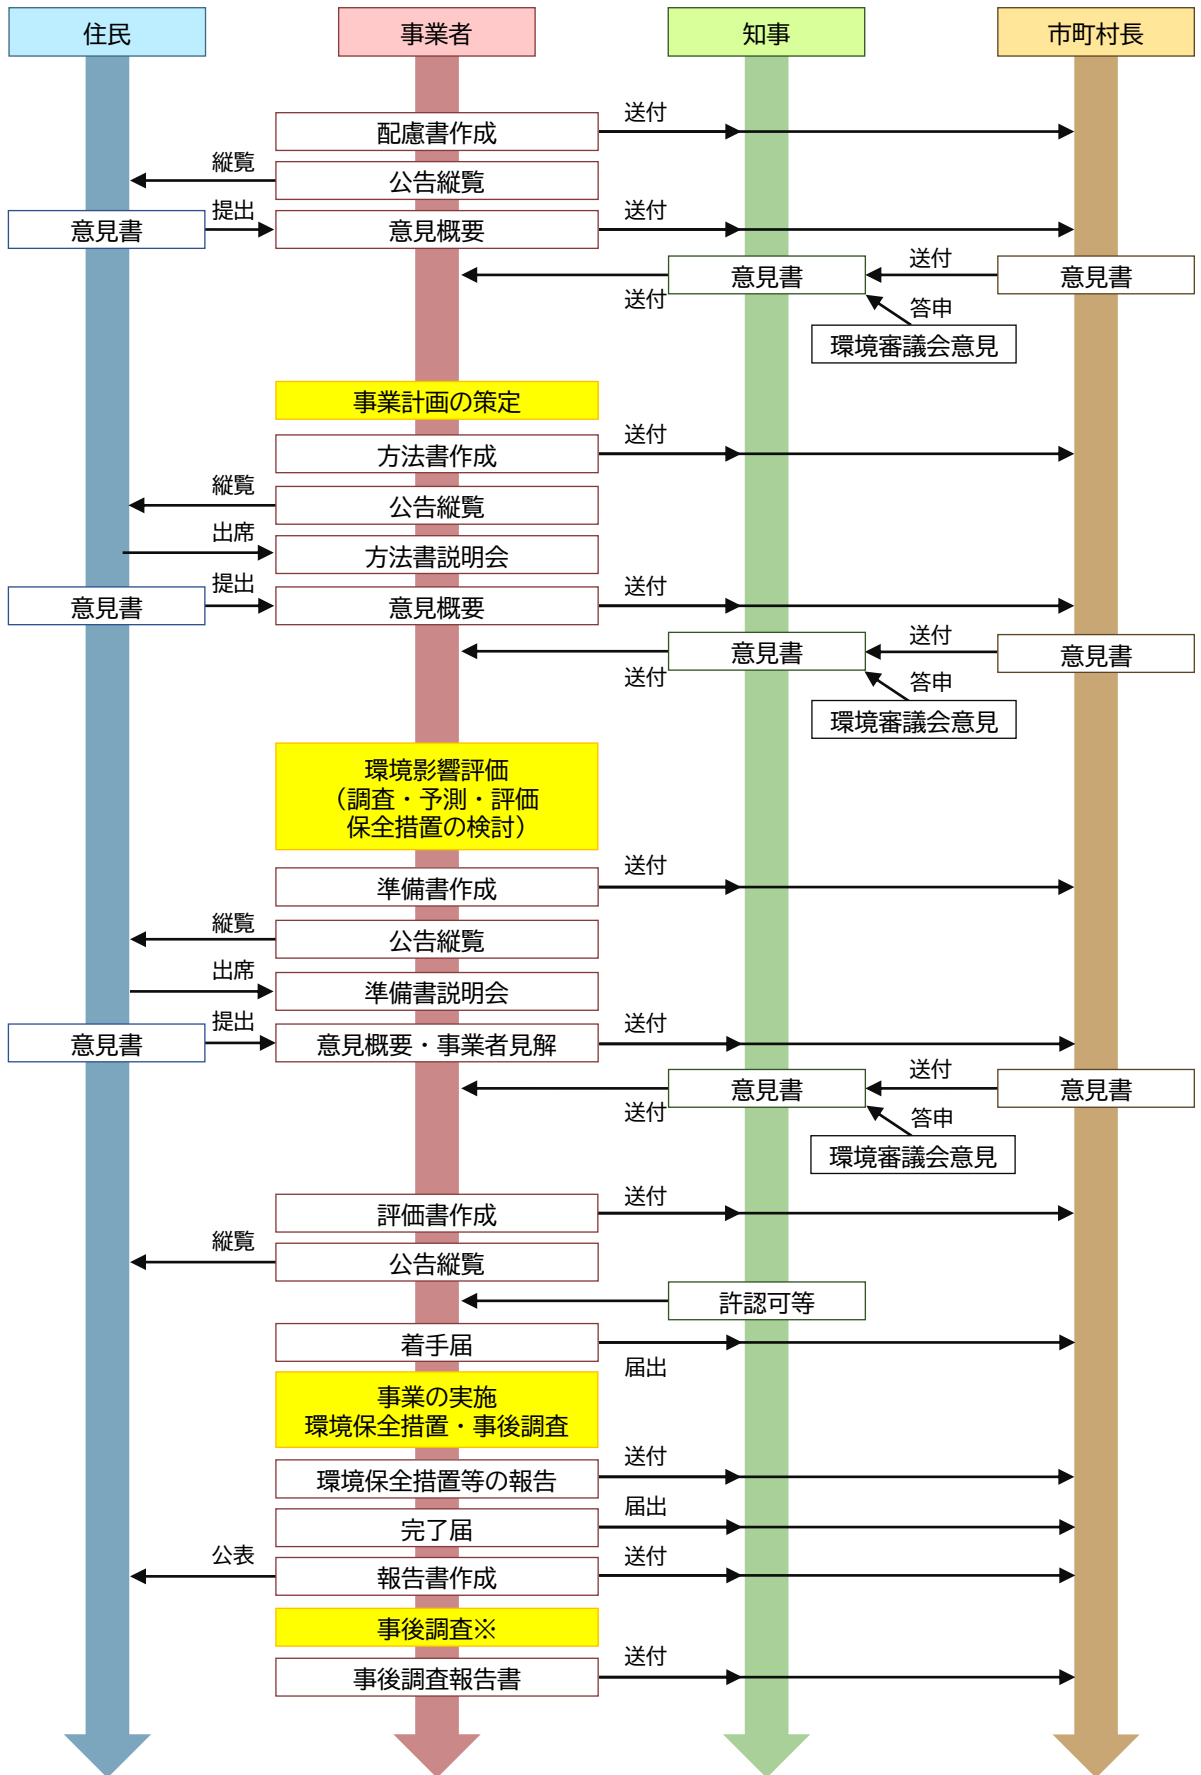 住民
事業者
知事
市町村長
送付
配慮書作成
縦覧
公告縦覧
提出
送付
意見書
意見概要
送付
意見書
意見書
送付
答申
環境審議会意見
事業計画の策定
送付
方法書作成
縦覧
公告縦覧
出席
方法書説明会
提出
送付
意見書
意見概要
送付
意見書
意見書
送付
答申
環境審議会意見
環境影響評価
（調査・予測・評価
保全措置の検討）
送付
準備書作成
縦覧
公告縦覧
出席
準備書説明会
提出
送付
意見書
意見概要・事業者見解
送付
意見書
意見書
送付
答申
環境審議会意見
送付
評価書作成
縦覧
公告縦覧
許認可等
着手届
届出
事業の実施
環境保全措置・事後調査
送付
環境保全措置等の報告
届出
完了届
公表
送付
報告書作成
事後調査※
送付
事後調査報告書